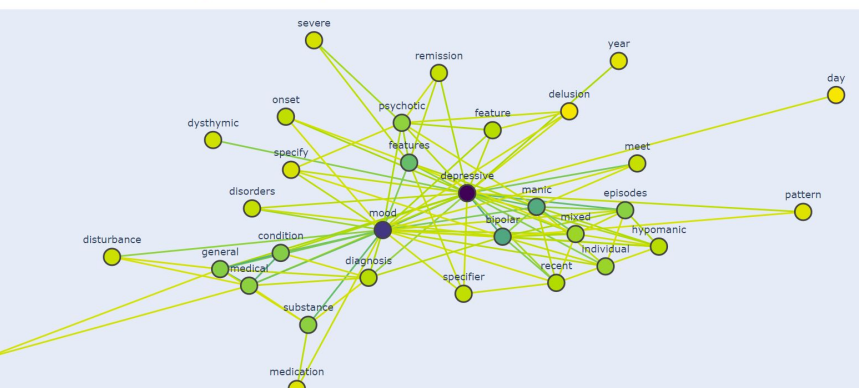 severe
year
remission
day
delusion
onset
psychotic
feature
dysthymic
features
meet
specify
depressive
manic
episodes
pattern
disorders
mood
mixed
bipolar
hypomanic
disturbance
condition
general
individual
medical
diagnosis
recent
specifier
substance
medication